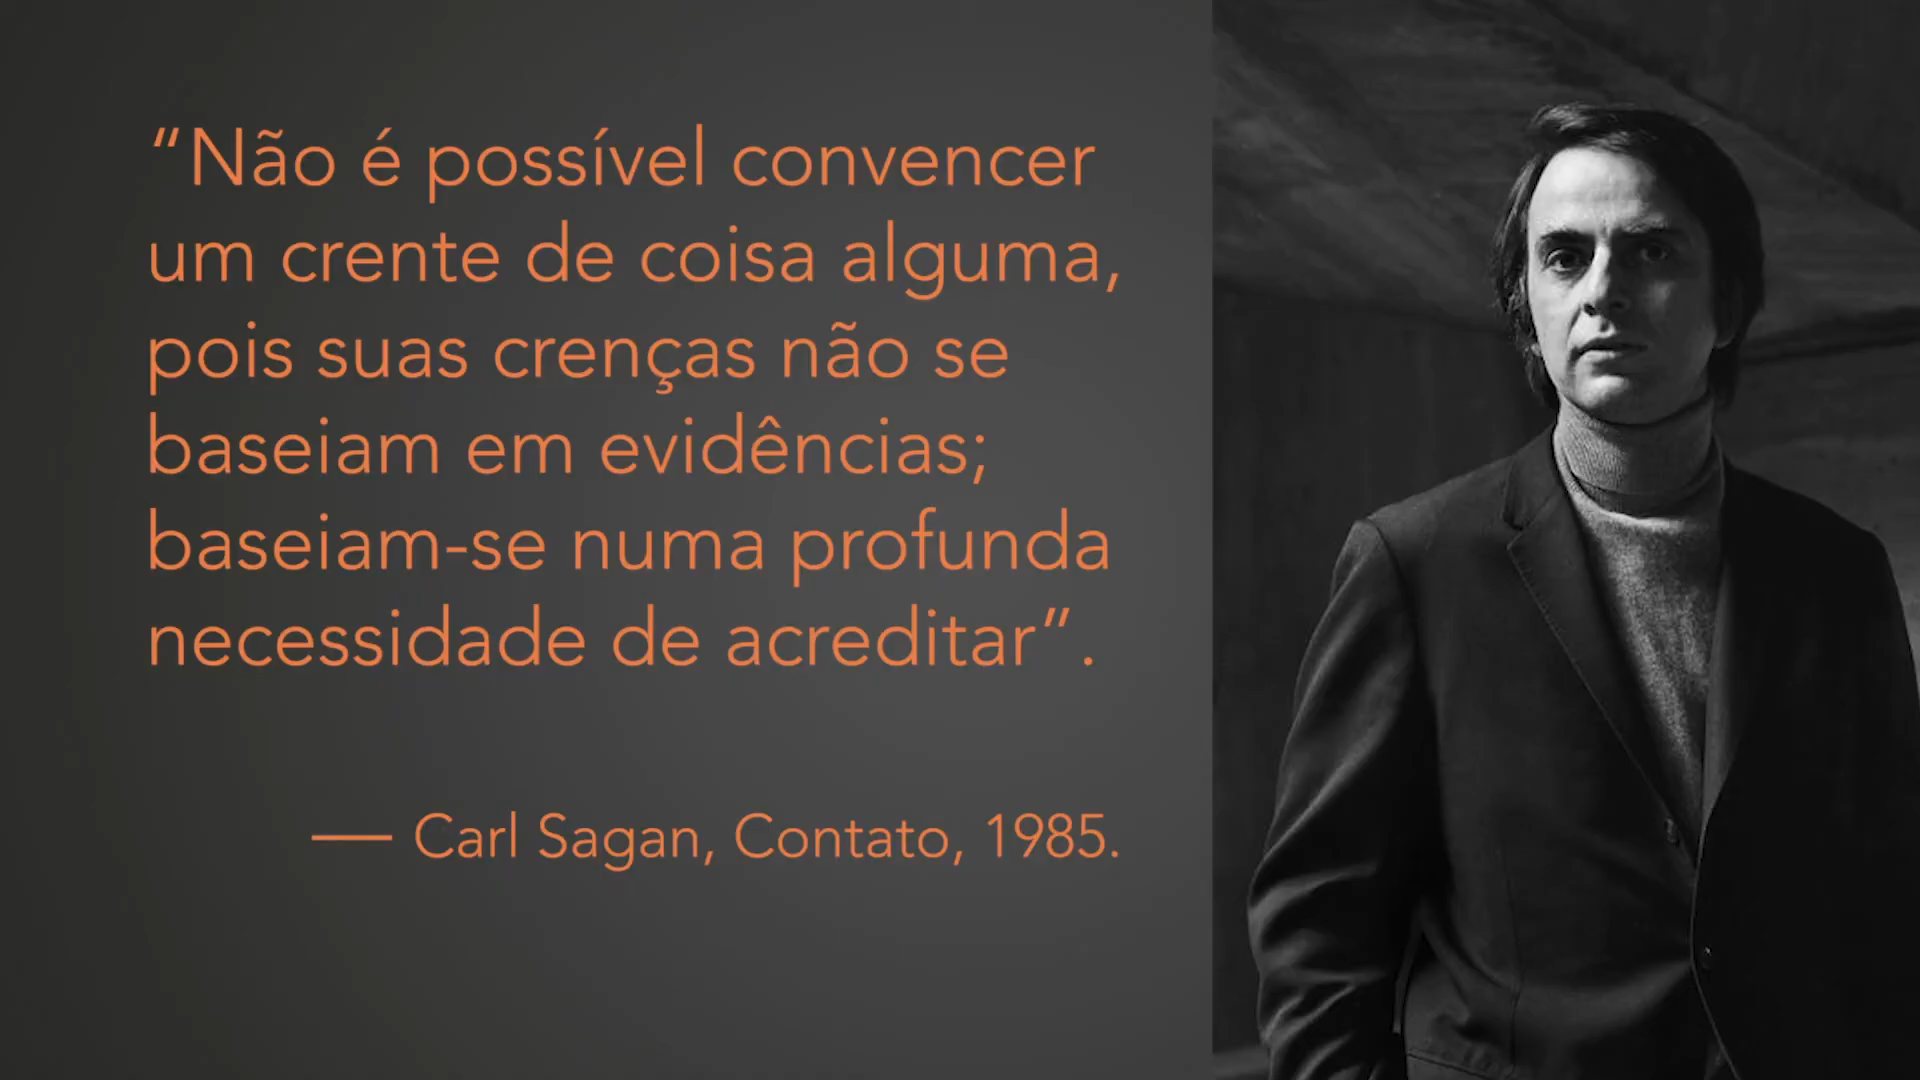 “Não é possível convencer
um crente de coisa alguma,
pois suas crenças não se
baseiam em evidências;
baseiam-se numa profunda
necessidade de acreditar”.
— Carl Sagan, Contato, 1985.